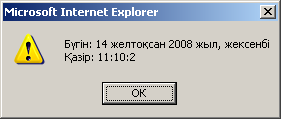 Microsoft Internet Explorer
Бүгін: 14 желтоқсан 2008 жыл, жексенбі
Қазір: 11:10:2
OK